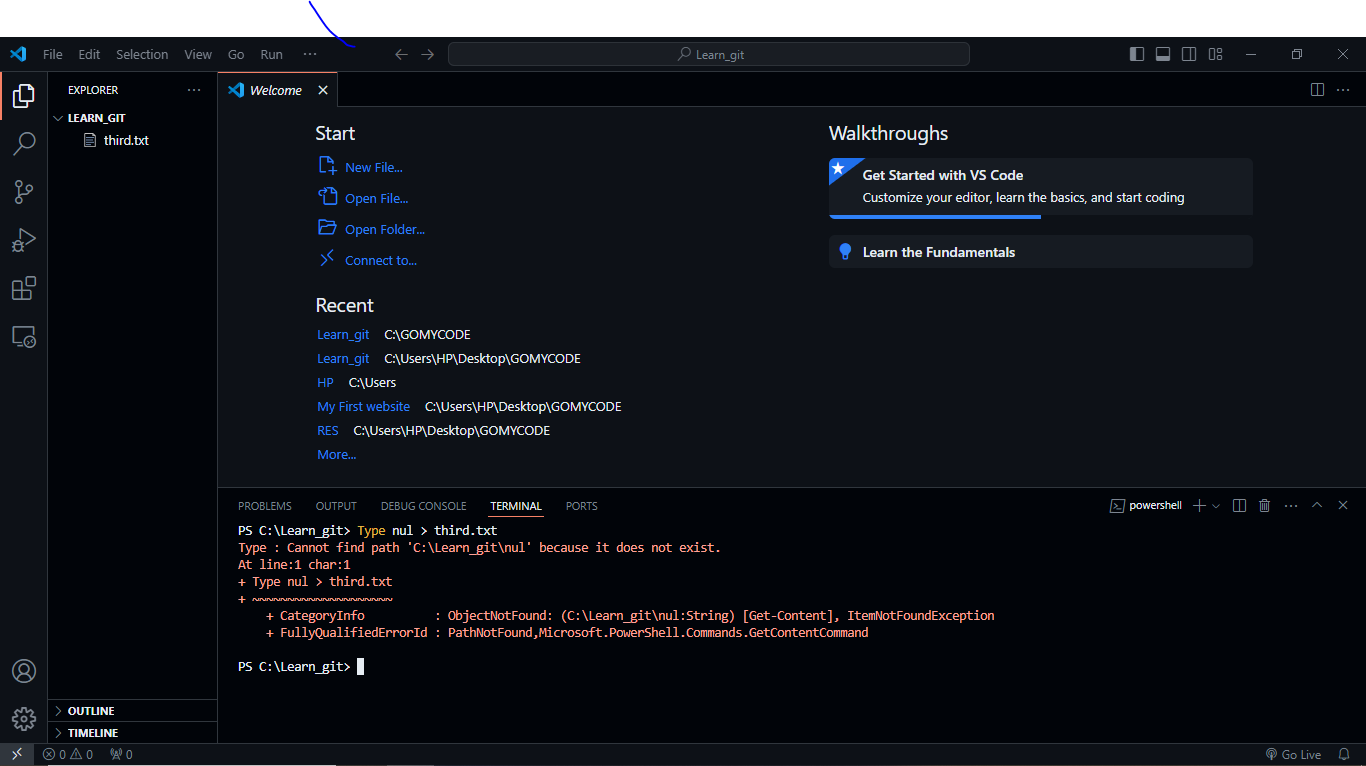 File Edit Selection View Go Run ···
Learn_git
EXPLORER ···
Welcome
LEARN_GIT
third.txt
Start
New File...
Open File...
Open Folder...
Connect to...
Recent
Learn_git C:\GOMYCODE
Learn_git C:\Users\HP\Desktop\GOMYCODE
HP C:\Users
My First website C:\Users\HP\Desktop\GOMYCODE
RES C:\Users\HP\Desktop\GOMYCODE
More...
Walkthroughs
Get Started with VS Code
Customize your editor, learn the basics, and start coding
Learn the Fundamentals
PROBLEMS OUTPUT DEBUG CONSOLE TERMINAL PORTS
powershell
PS C:\Learn_git> Type nul > third.txt
Type : Cannot find path 'C:\Learn_git\nul' because it does not exist.
At line:1 char:1
+ Type nul > third.txt
+ ~~~~~~~~~~~~~~~~~~~~
+ CategoryInfo : ObjectNotFound: (C:\Learn_git\nul:String) [Get-Content], ItemNotFoundException
+ FullyQualifiedErrorId : PathNotFound,Microsoft.PowerShell.Commands.GetContentCommand
PS C:\Learn_git>
OUTLINE
TIMELINE
0 0 0
Go Live